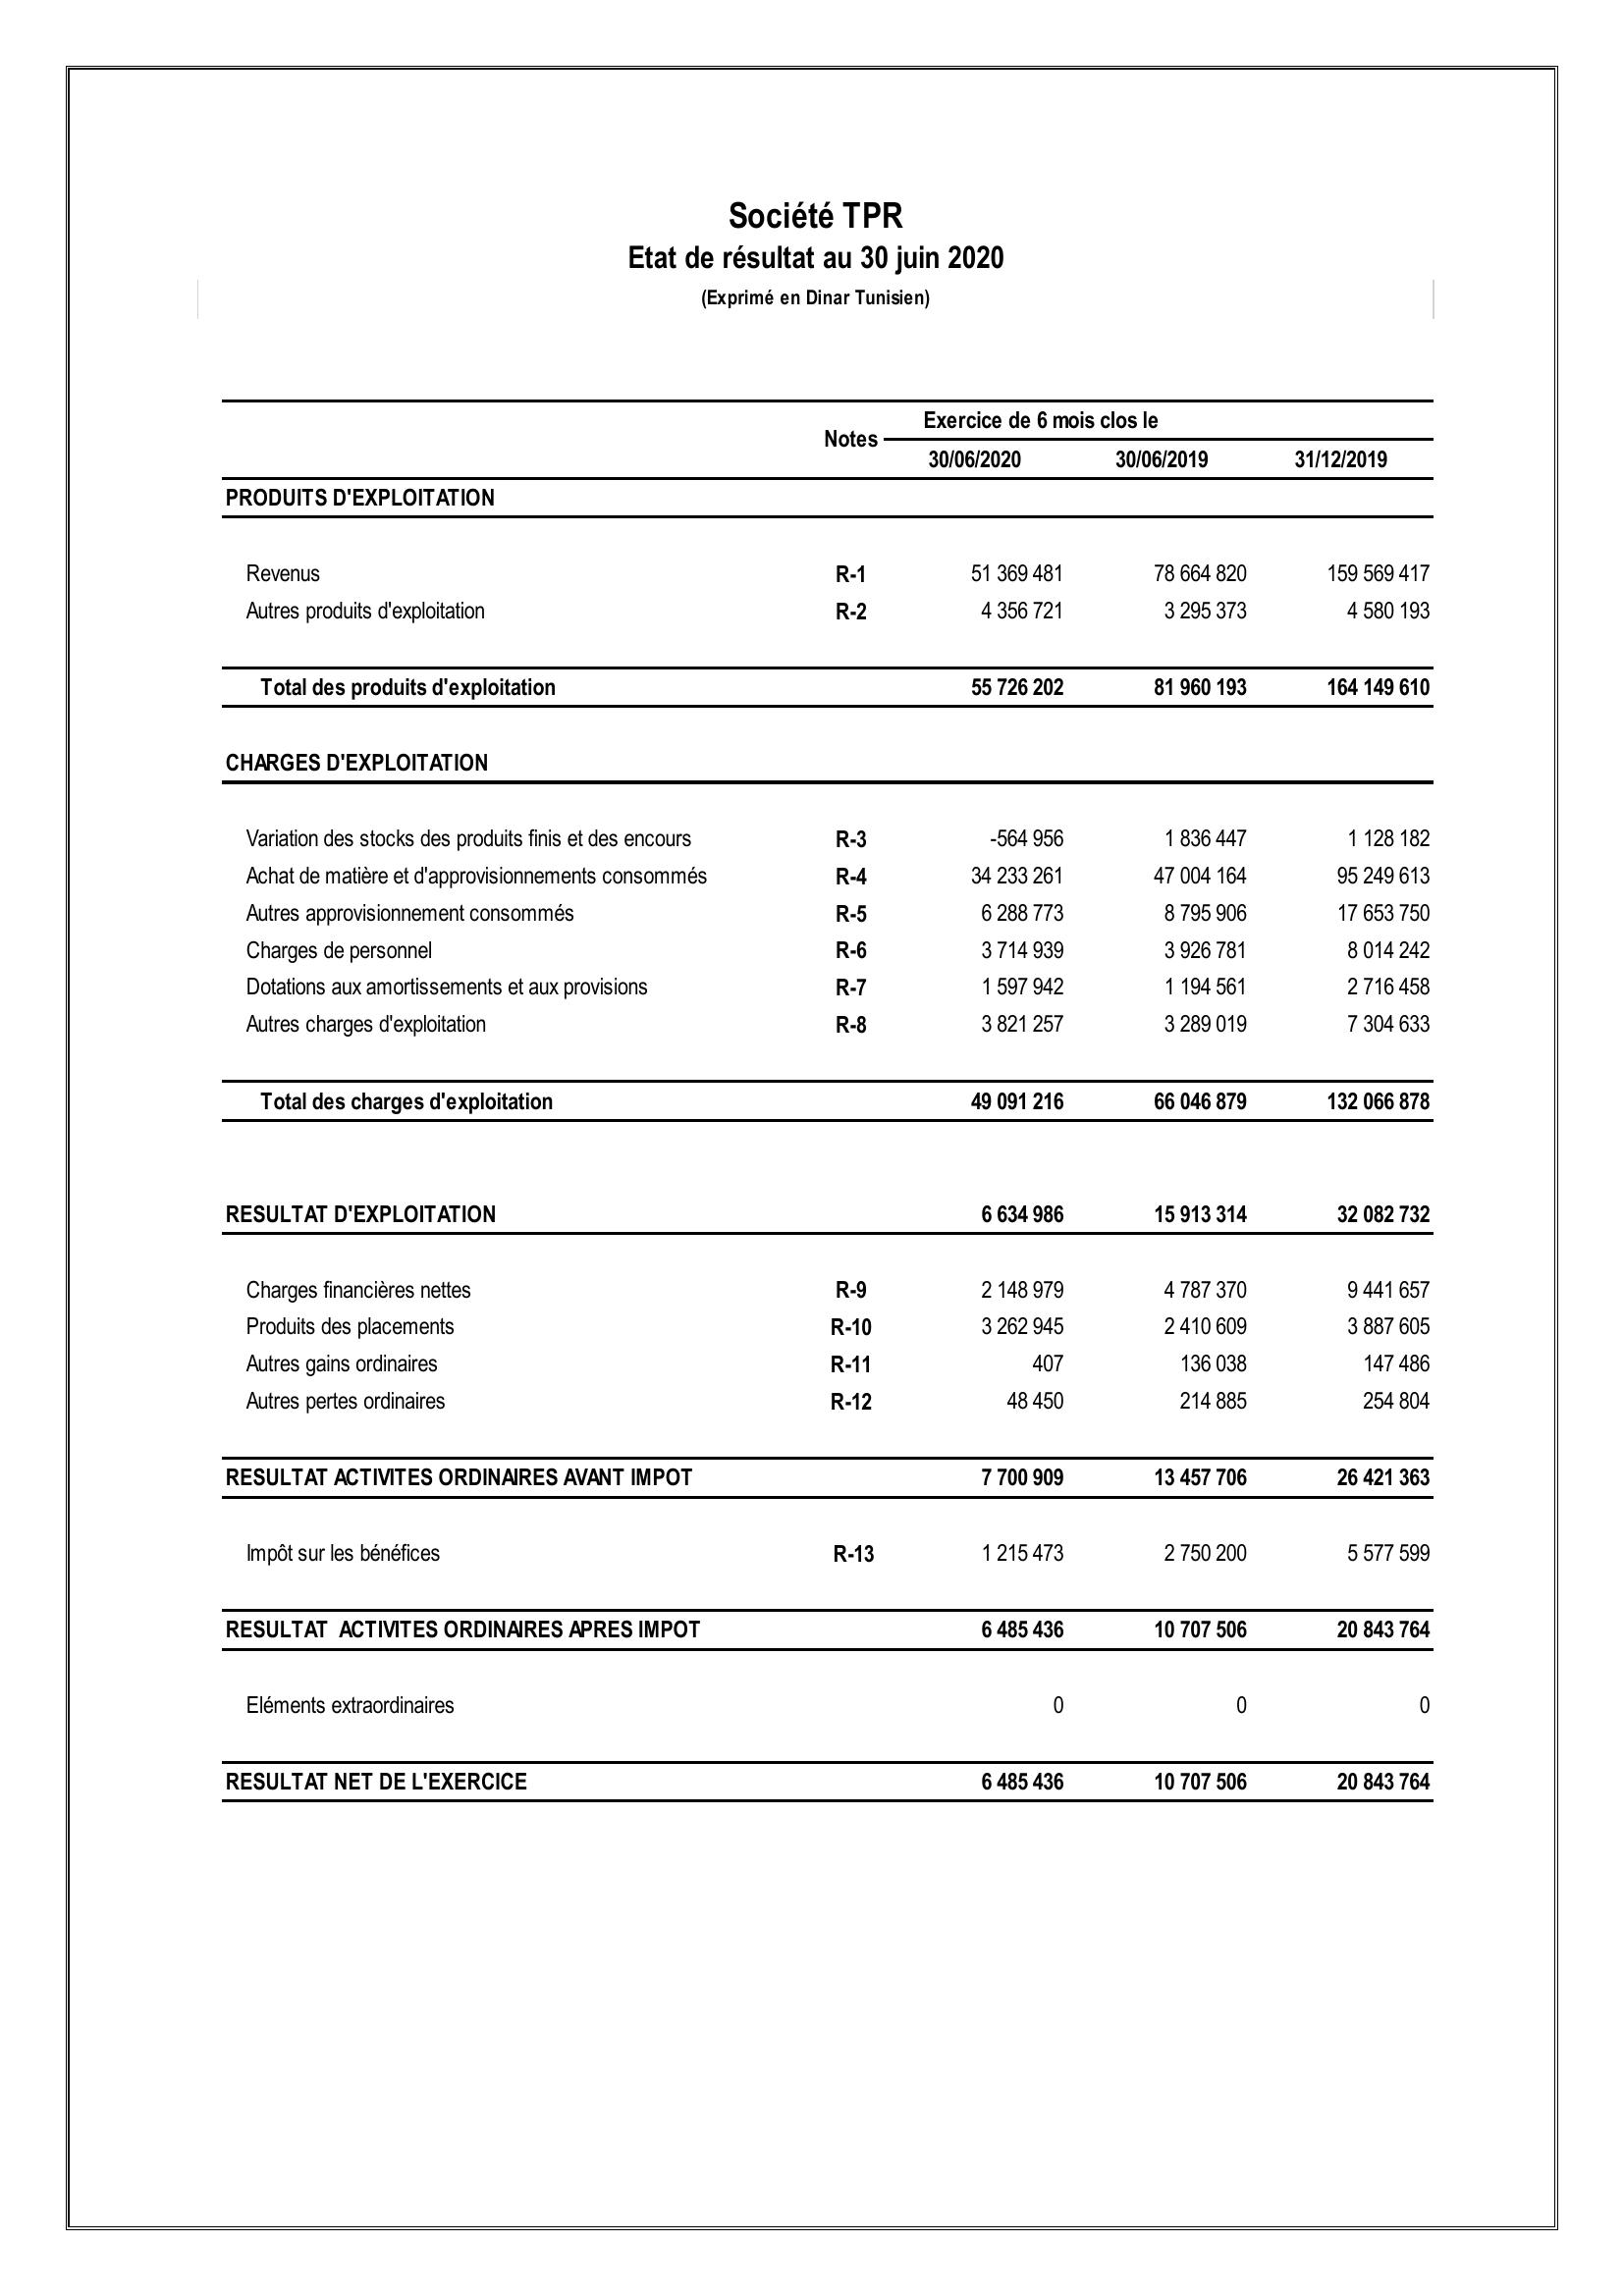 Société TPR
Etat de résultat au 30 juin 2020
(Exprimé en Dinar Tunisien)
Exercice de 6 mois clos le
Notes
30/06/2020 30/06/2019 31/12/2019
PRODUITS D'EXPLOITATION
Revenus R-1 51 369 481 78 664 820 159 569 417
Autres produits d'exploitation R-2 4 356 721 3 295 373 4 580 193
Total des produits d'exploitation 55 726 202 81 960 193 164 149 610
CHARGES D'EXPLOITATION
Variation des stocks des produits finis et des encours R-3 -564 956 1 836 447 1 128 182
Achat de matière et d'approvisionnements consommés R-4 34 233 261 47 004 164 95 249 613
Autres approvisionnement consommés R-5 6 288 773 8 795 906 17 653 750
Charges de personnel R-6 3 714 939 3 926 781 8 014 242
Dotations aux amortissements et aux provisions R-7 1 597 942 1 194 561 2 716 458
Autres charges d'exploitation R-8 3 821 257 3 289 019 7 304 633
Total des charges d'exploitation 49 091 216 66 046 879 132 066 878
RESULTAT D'EXPLOITATION 6 634 986 15 913 314 32 082 732
Charges financières nettes R-9 2 148 979 4 787 370 9 441 657
Produits des placements R-10 3 262 945 2 410 609 3 887 605
Autres gains ordinaires R-11 407 136 038 147 486
Autres pertes ordinaires R-12 48 450 214 885 254 804
RESULTAT ACTIVITES ORDINAIRES AVANT IMPOT 7 700 909 13 457 706 26 421 363
Impôt sur les bénéfices R-13 1 215 473 2 750 200 5 577 599
RESULTAT ACTIVITES ORDINAIRES APRES IMPOT 6 485 436 10 707 506 20 843 764
Eléments extraordinaires 0 0 0
RESULTAT NET DE L'EXERCICE 6 485 436 10 707 506 20 843 764